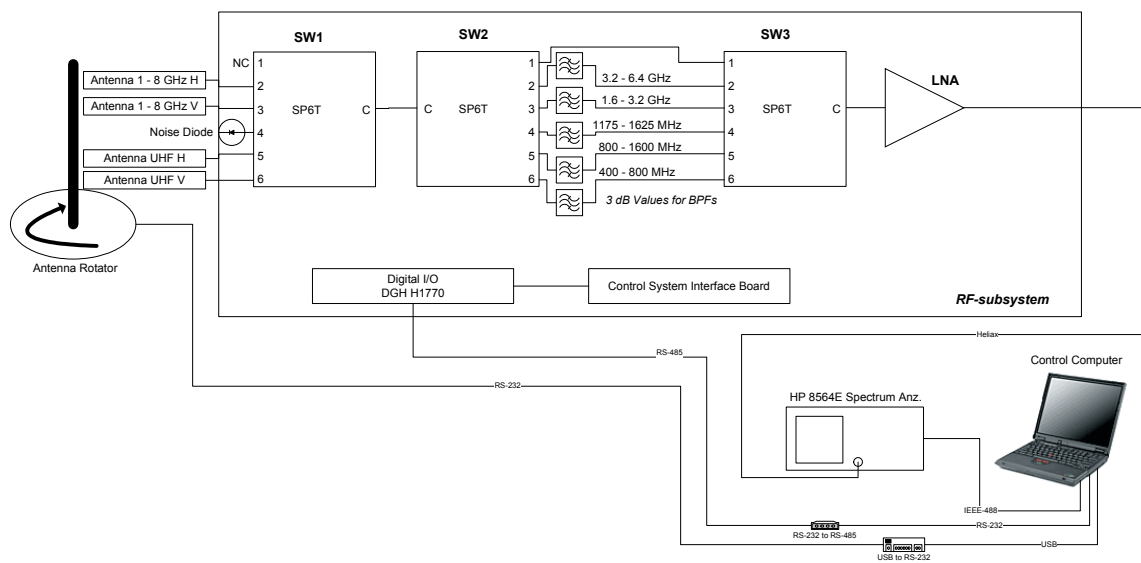 SW1
SW2
SW3
NC
1
2
3
4
5
6
SP6T
C
Antenna 1 - 8 GHz H
Antenna 1 - 8 GHz V
Noise Diode
Antenna UHF H
Antenna UHF V
Antenna Rotator
C
SP6T
1
2
3
4
5
6
3.2 - 6.4 GHz
1.6 - 3.2 GHz
1175 - 1625 MHz
800 - 1600 MHz
400 - 800 MHz
3 dB Values for BPFs
1
2
3
4
5
6
SP6T
C
LNA
Digital I/O
DGH H1770
Control System Interface Board
RF-subsystem
Heliax
RS-485
RS-232
Control Computer
HP 8564E Spectrum Anz.
IEEE-488
RS-232 to RS-485
RS-232
USB to RS-232
USB